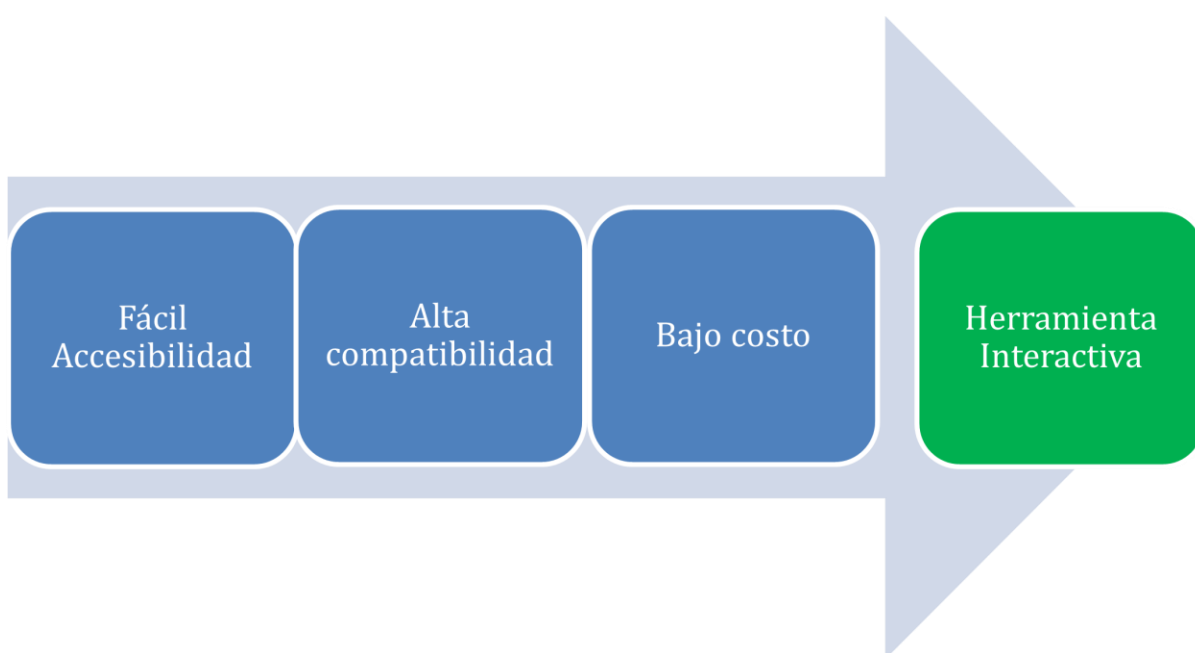 Fácil
Accesibilidad
Alta
compatibilidad
Bajo costo
Herramienta
Interactiva